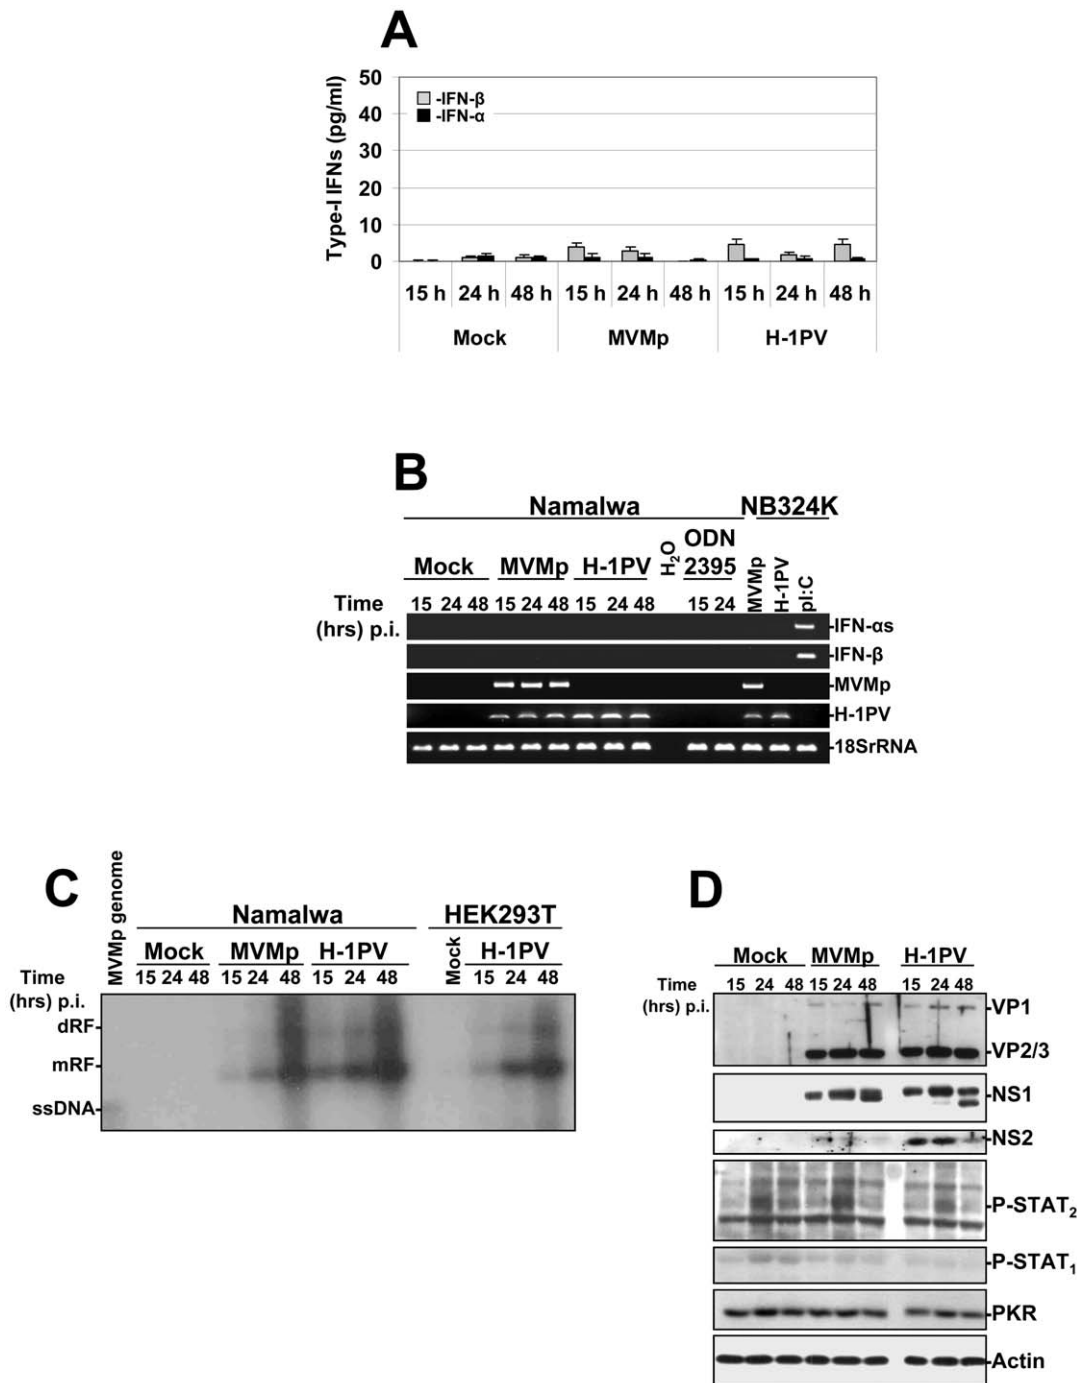 A
Type-I IFNs (pg/ml)
50
40
30
20
10
0
-IFN-β
-IFN-α
15 h 24 h 48 h 15 h 24 h 48 h 15 h 24 h 48 h
Mock MVMp H-1PV
B
Namalwa NB324K
Mock MVMp H-1PV H₂O ODN
2395 MVMp H-1PV pI:C
Time 15 24 48 15 24 48 15 24 48 15 24
(hrs) p.i.
-IFN-αs
-IFN-β
-MVMp
-H-1PV
-18SrRNA
C
MVMp genome
Namalwa HEK293T
Mock MVMp H-1PV Mock H-1PV
Time 15 24 48 15 24 48 15 24 48 15 24 48
(hrs) p.i.
dRF-
mRF-
ssDNA-
D
Mock MVMp H-1PV
Time 15 24 48 15 24 48 15 24 48
(hrs) p.i.
-VP1
-VP2/3
-NS1
-NS2
-P-STAT₂
-P-STAT₁
-PKR
-Actin